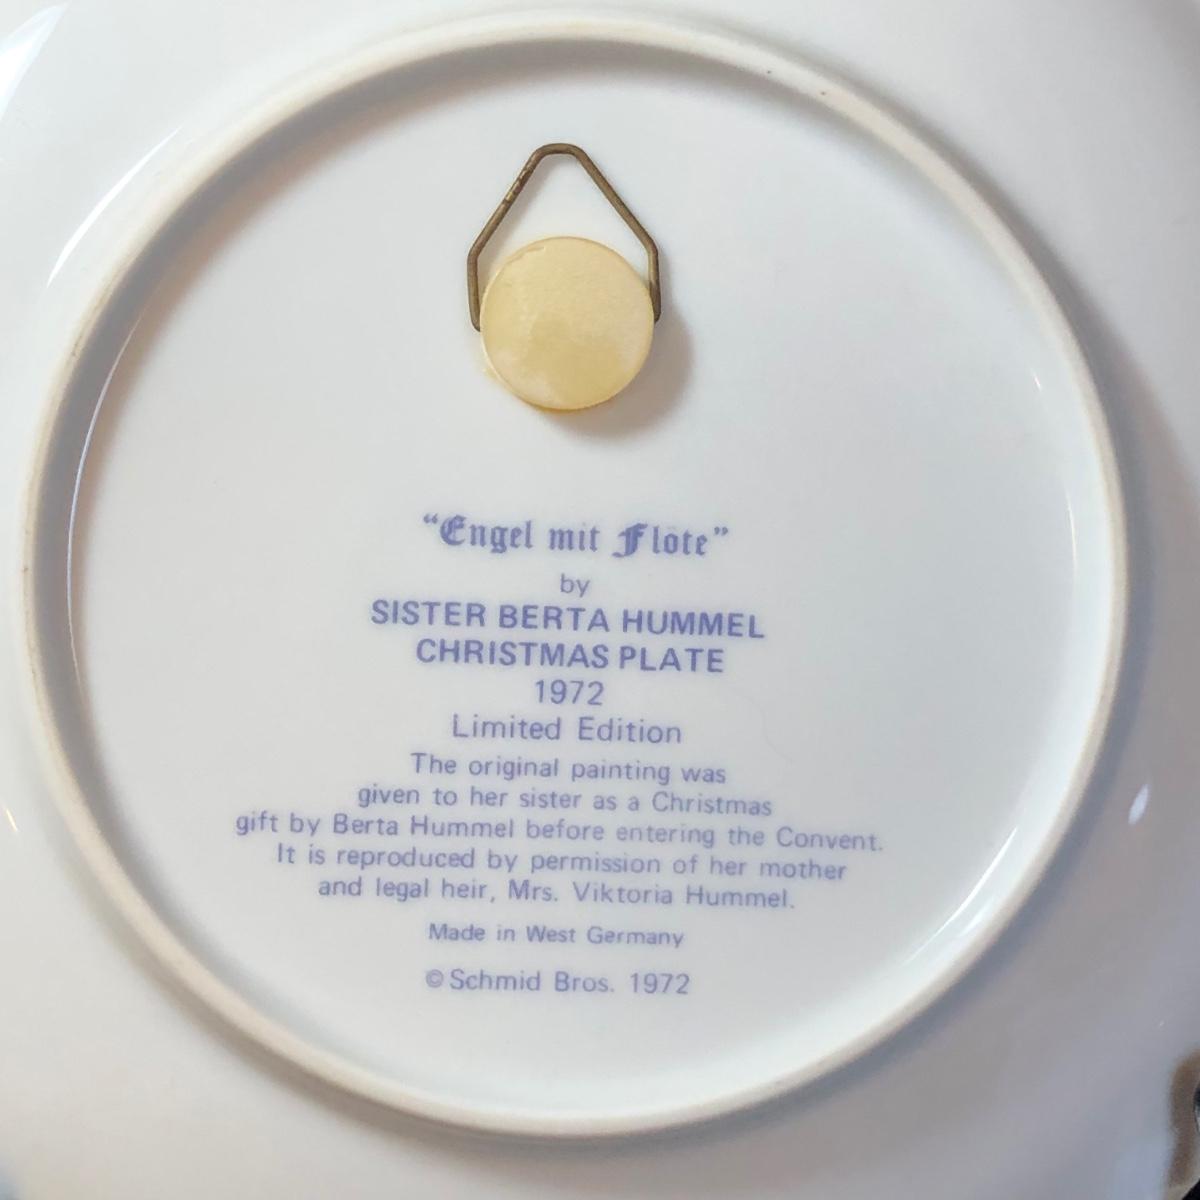 “Engel mit Flöte”
by
SISTER BERTA HUMMEL
CHRISTMAS PLATE
1972
Limited Edition
The original painting was
given to her sister as a Christmas
gift by Berta Hummel before entering the Convent.
It is reproduced by permission of her mother
and legal heir, Mrs. Viktoria Hummel.
Made in West Germany
© Schmid Bros. 1972